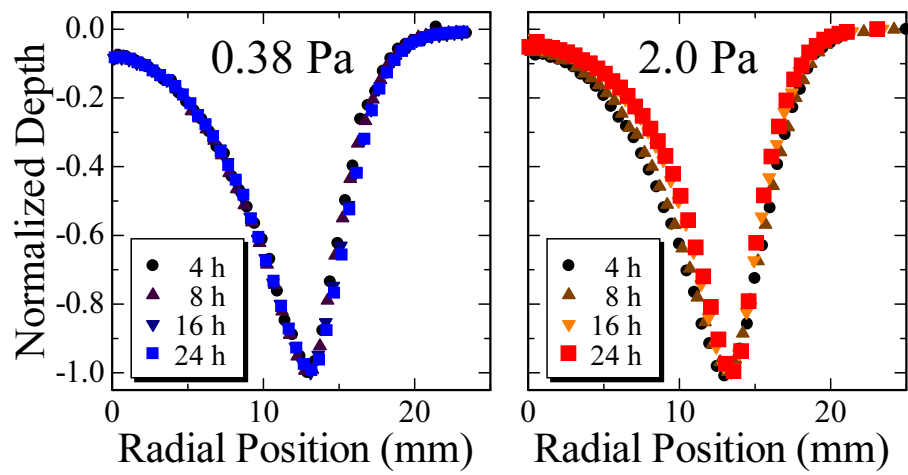 0.38 Pa
2.0 Pa
Normalized Depth
0.0
-0.2
-0.4
-0.6
-0.8
-1.0
4 h
8 h
16 h
24 h
4 h
8 h
16 h
24 h
0
10
20
0
10
20
Radial Position (mm)
Radial Position (mm)